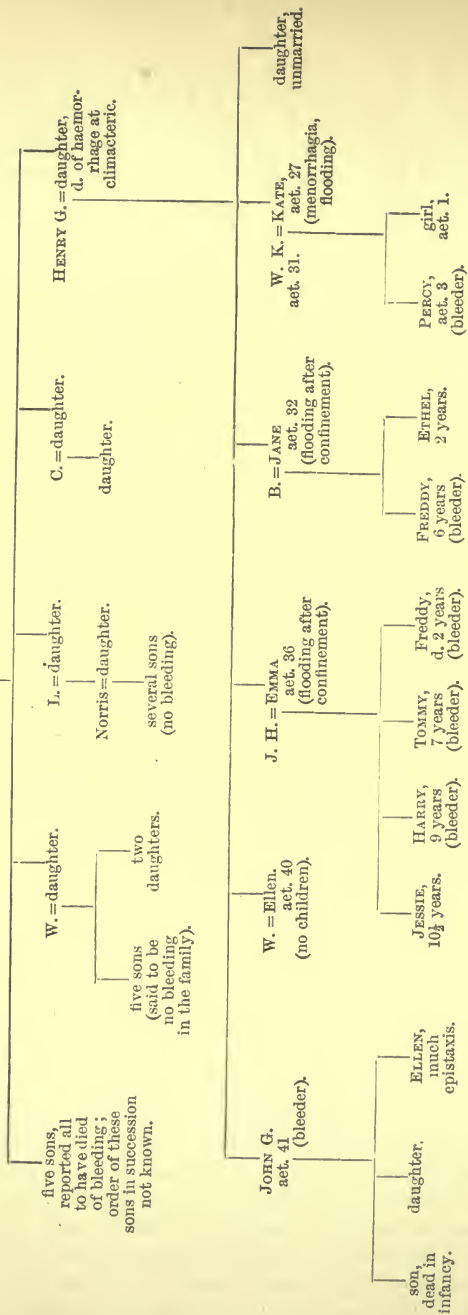 five sons,
reported all
to have died
of bleeding;
order of these
sons in succession
not known.
W.=daughter.
five sons
(said to be
no bleeding
in the family).
two
daughters.
L.=daughter.
Norris=daughter.
several sons
(no bleeding).
C.=daughter.
daughter.
HENRY G.=daughter,
d. of haemor-
rhage at
climacteric.
JOHN G.
aet. 41
(bleeder).
son,
dead in
infancy.
daughter.
ELLEN,
much
epistaxis.
W.=Ellen.
aet. 40
(no children).
J. H.=EMMA
aet. 36
(flooding after
confinement).
JESSIE,
10½ years.
HARRY,
9 years
(bleeder).
TOMMY,
7 years
(bleeder).
Freddy,
d. 2 years
(bleeder).
B.=JANE
aet. 32
(flooding after
confinement).
FREDDY,
6 years
(bleeder).
ETHEL,
2 years.
W. K.=KATE,
aet. 31. aet. 27
(menorrhagia,
flooding).
PERCY,
aet. 3
(bleeder).
girl,
aet. 1.
daughter,
unmarried.